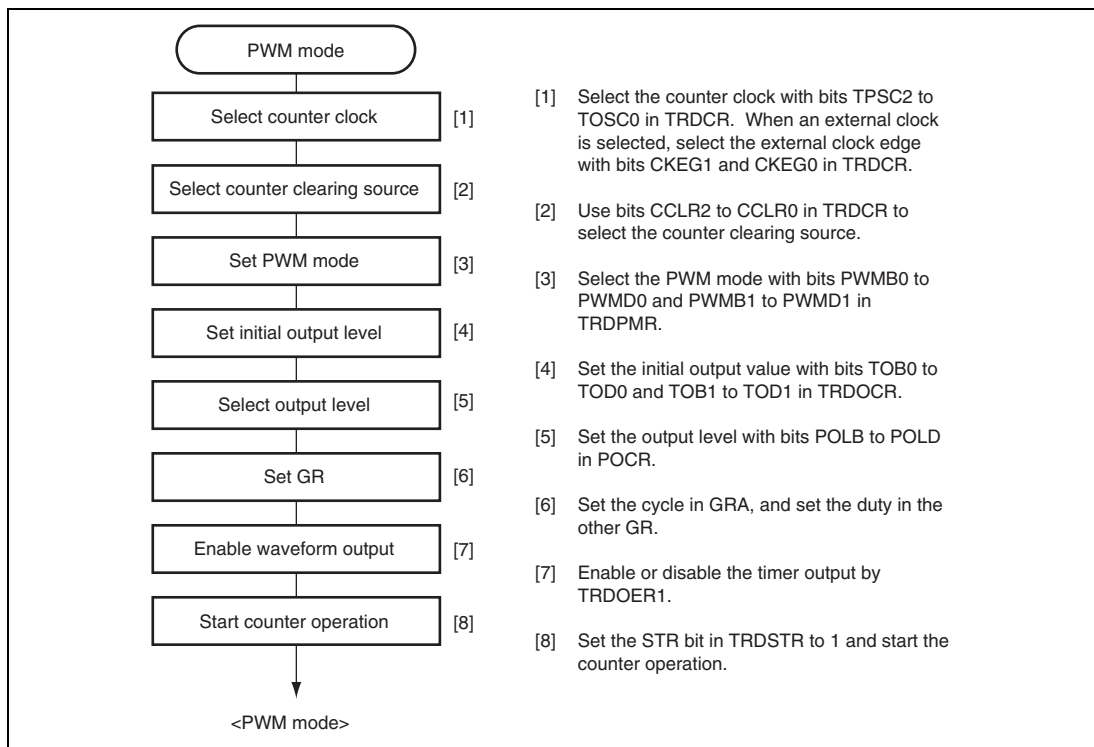 PWM mode
Select counter clock
[1]
Select counter clearing source
[2]
Set PWM mode
[3]
Set initial output level
[4]
Select output level
[5]
Set GR
[6]
Enable waveform output
[7]
Start counter operation
[8]
<PWM mode>
[1] Select the counter clock with bits TPSC2 to
TOSC0 in TRDCR. When an external clock
is selected, select the external clock edge
with bits CKEG1 and CKEG0 in TRDCR.
[2] Use bits CCLR2 to CCLR0 in TRDCR to
select the counter clearing source.
[3] Select the PWM mode with bits PWMB0 to
PWMD0 and PWMB1 to PWMD1 in
TRDPMR.
[4] Set the initial output value with bits TOB0 to
TOD0 and TOB1 to TOD1 in TRDOCR.
[5] Set the output level with bits POLB to POLD
in POCR.
[6] Set the cycle in GRA, and set the duty in the
other GR.
[7] Enable or disable the timer output by
TRDOER1.
[8] Set the STR bit in TRDSTR to 1 and start the
counter operation.